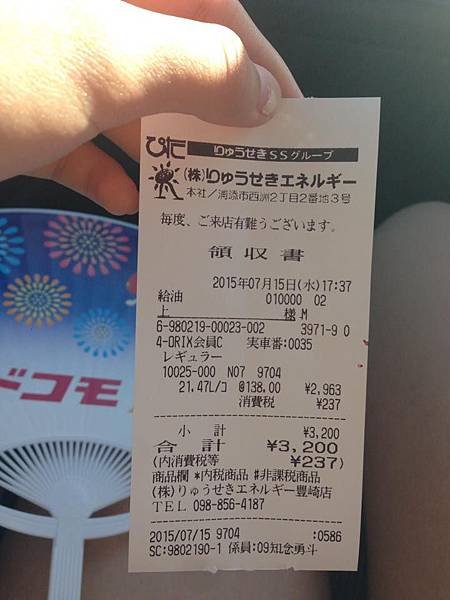 ぴた りゅうせきSSグループ
(株)りゅうせきエネルギー
本社/浦添市西洲2丁目2番地3号
毎度、ご来店有難うございます。
領収書
2015年07月15日(水)17:37
給油 010000 02
上 様 M
6-980219-00023-002 3971-9 0
4-ORIX会員C 実車番:0035
レギュラー
10025-000 N07 9704
21.47L/コ @138.00 ¥2,963
消費税 ¥237
小 計 ¥3,200
合 計 ¥3,200
(内消費税等 ¥237)
商品欄 *内税商品 #非課税商品
(株)りゅうせきエネルギー豊崎店
TEL 098-856-4187
2015/07/15 9704 :0586
SC:9802190-1 係員:09知念勇斗
ドコモ